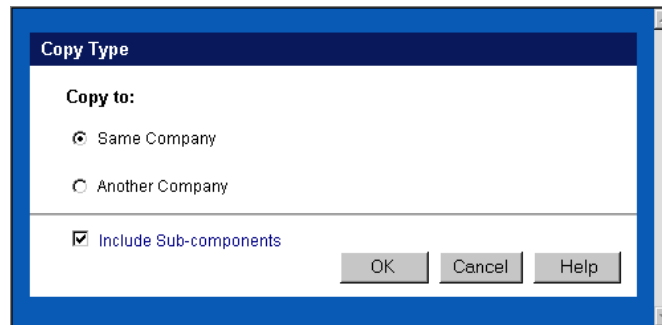 Copy Type
Copy to:
Same Company
Another Company
Include Sub-components
OK Cancel Help